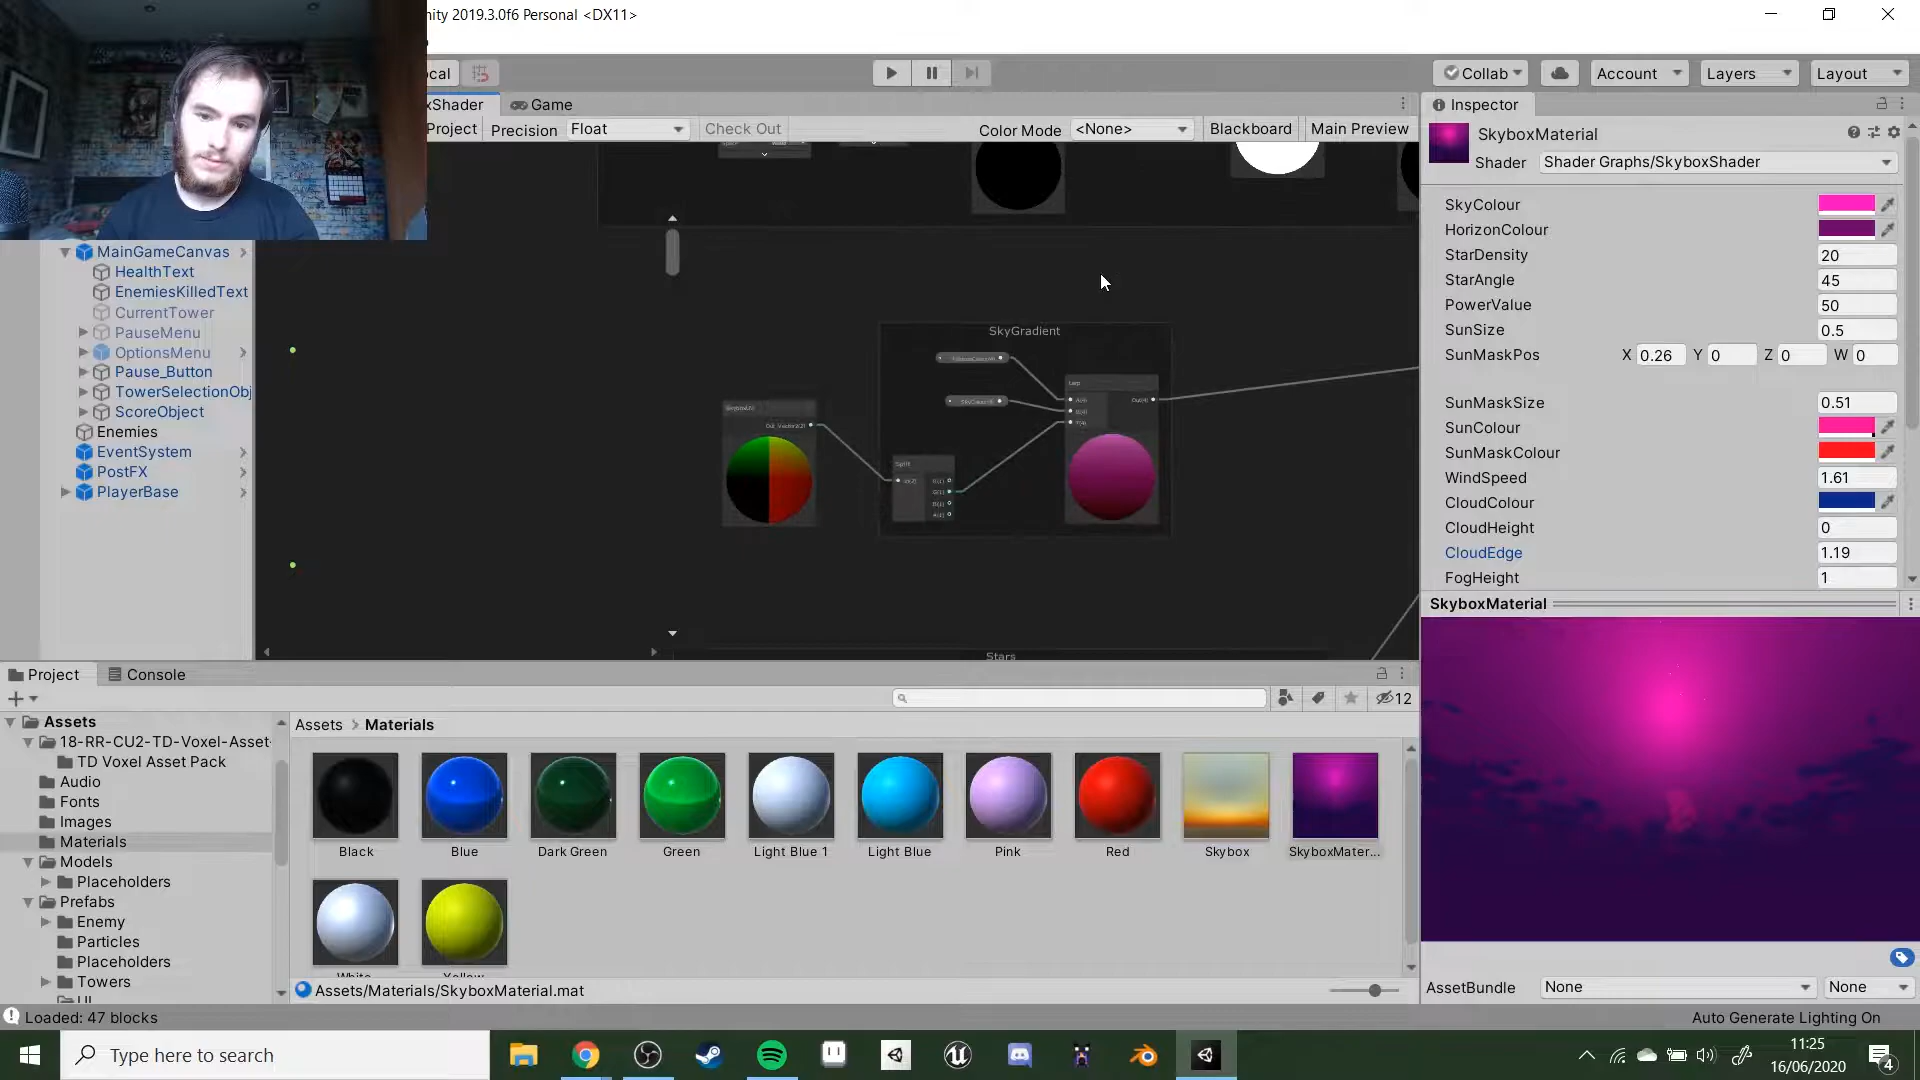 nity 2019.3.0f6 Personal <DX11>
ocal
Collab
Account
Layers
Layout
xShader
Game
Inspector
Project
Precision
Float
Check Out
Color Mode
<None>
Blackboard
Main Preview
SkyboxMaterial
Shader
Shader Graphs/SkyboxShader
SkyColour
HorizonColour
StarDensity
20
StarAngle
45
PowerValue
50
SunSize
0.5
SunMaskPos
X 0.26 Y 0 Z 0 W 0
SunMaskSize
0.51
SunColour
SunMaskColour
WindSpeed
1.61
CloudColour
CloudHeight
0
CloudEdge
1.19
FogHeight
1
MainGameCanvas
HealthText
EnemiesKilledText
CurrentTower
PauseMenu
OptionsMenu
Pause_Button
TowerSelectionObj
ScoreObject
Enemies
EventSystem
PostFX
PlayerBase
SkyGradient
Lerp
Split
Stars
SkyboxMaterial
Project
Console
12
Assets
18-RR-CU2-TD-Voxel-Asset-
TD Voxel Asset Pack
Audio
Fonts
Images
Materials
Models
Placeholders
Prefabs
Enemy
Particles
Placeholders
Towers
UI
Assets > Materials
Black
Blue
Dark Green
Green
Light Blue 1
Light Blue
Pink
Red
Skybox
SkyboxMater...
White
Yellow
Assets/Materials/SkyboxMaterial.mat
AssetBundle
None
None
Loaded: 47 blocks
Auto Generate Lighting On
Type here to search
11:25
16/06/2020
4